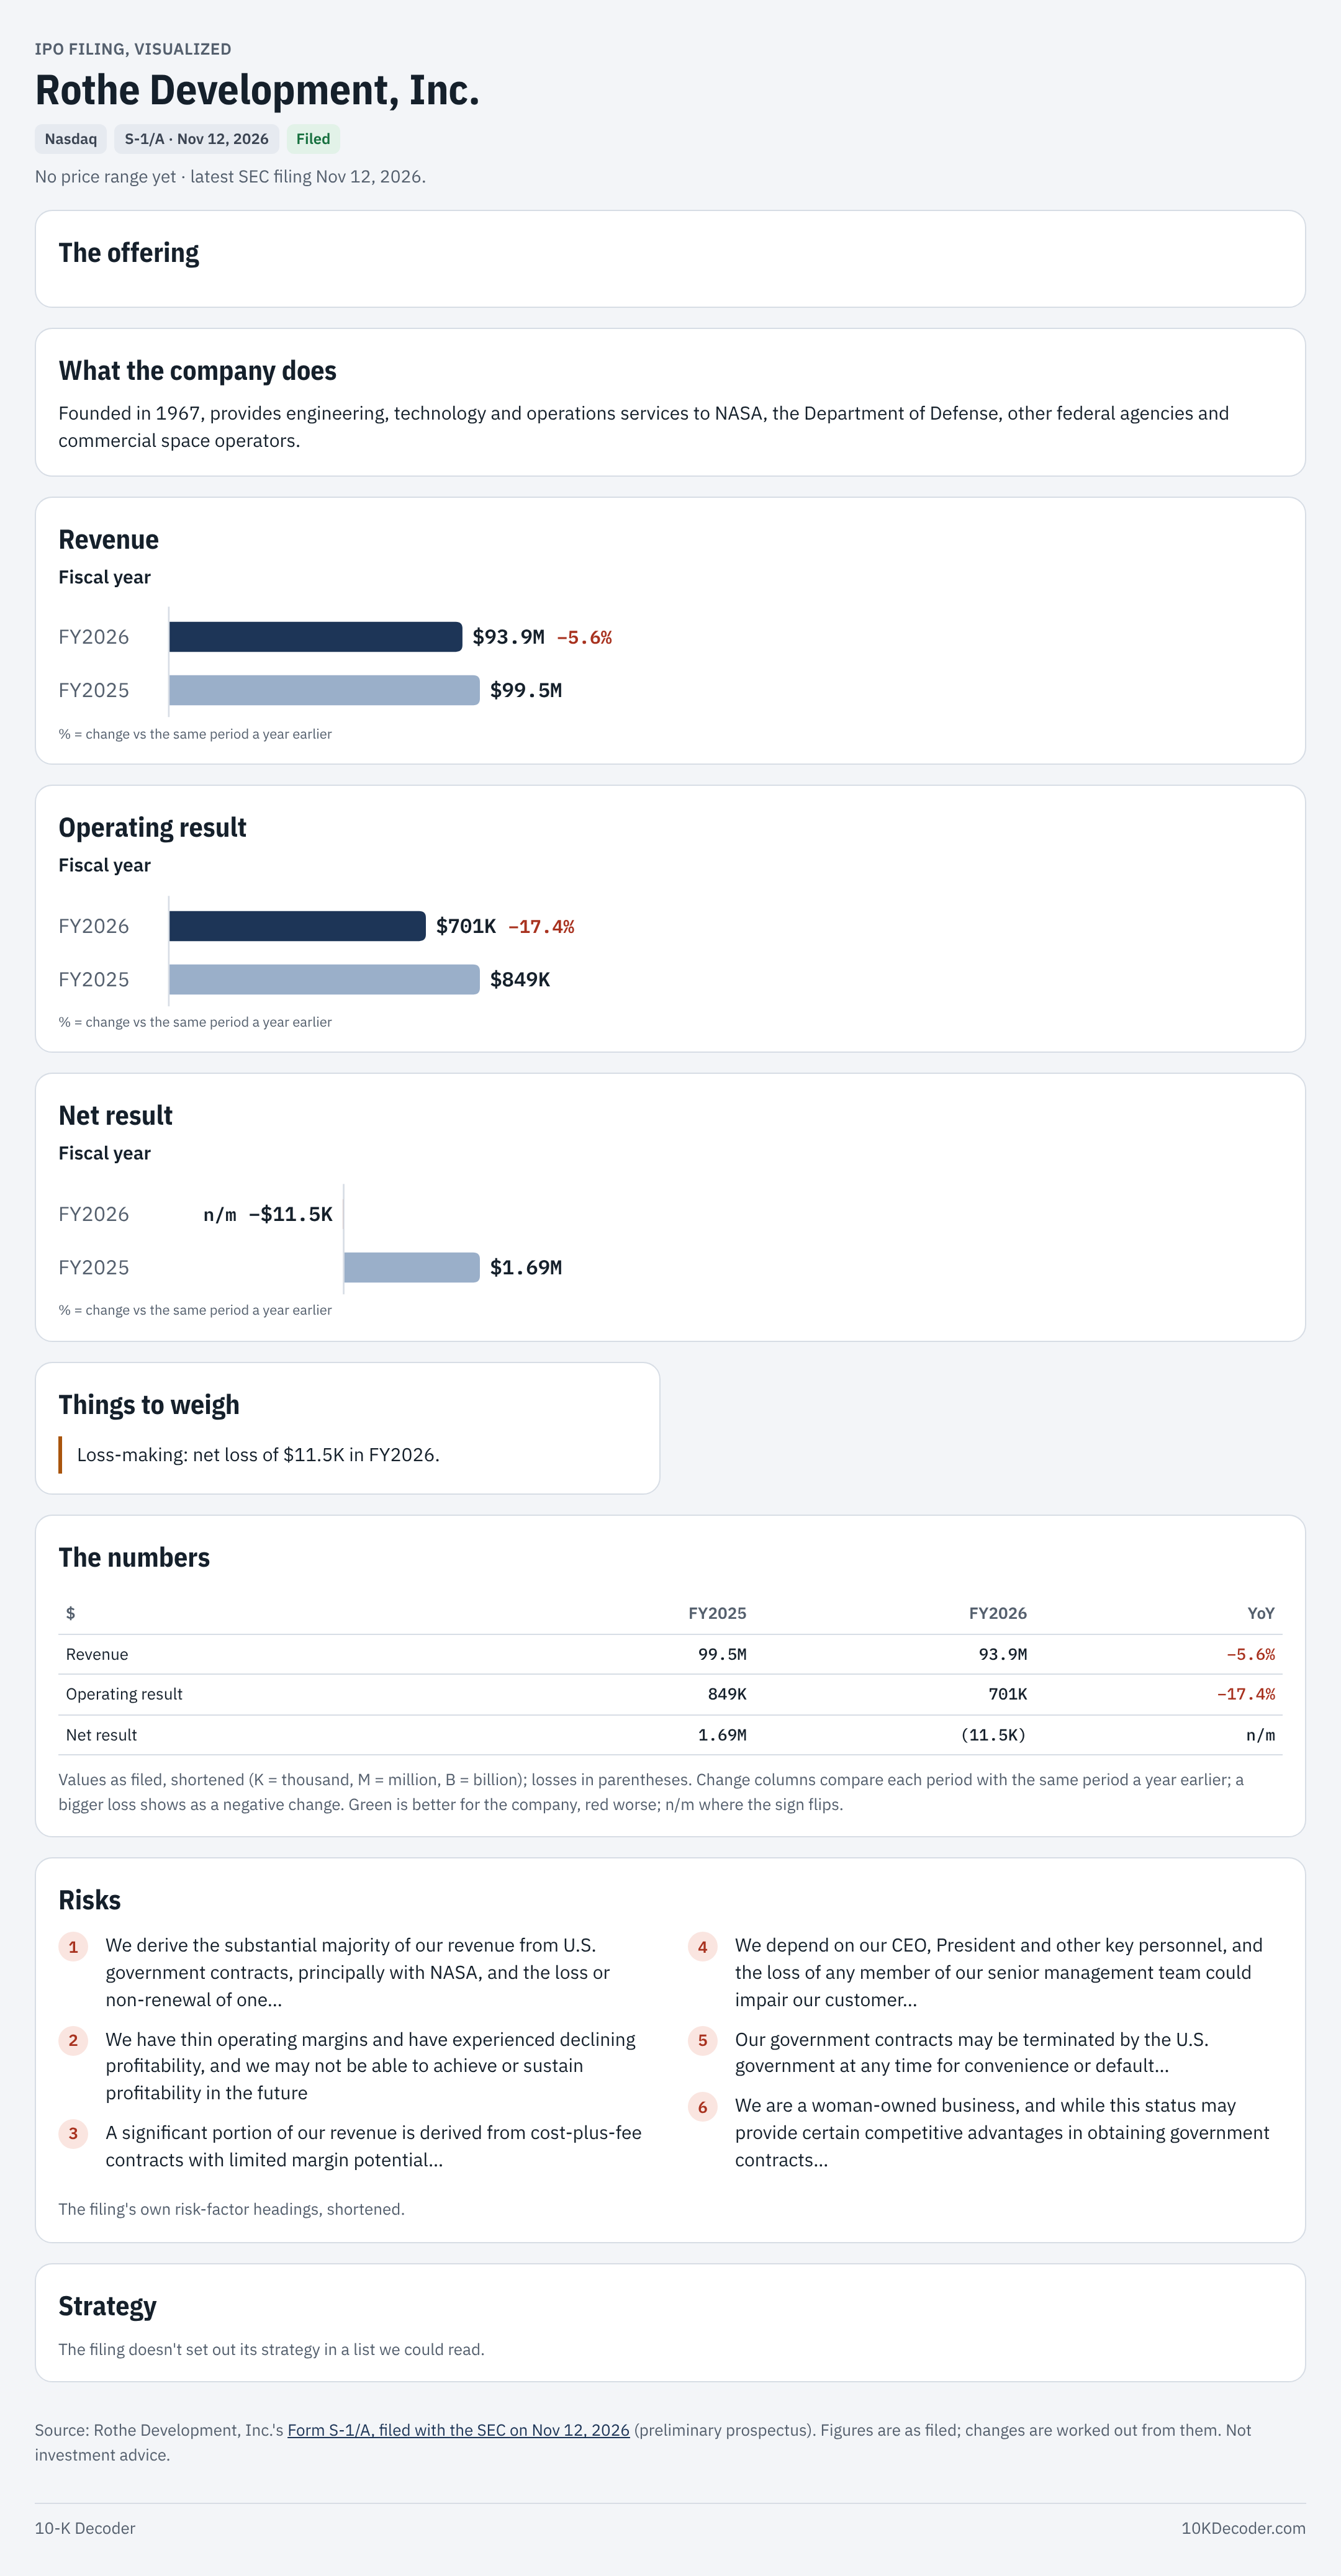 IPO FILING, VISUALIZED
Rothe Development, Inc.
Nasdaq S-1/A · Nov 12, 2026 Filed
No price range yet · latest SEC filing Nov 12, 2026.
The offering
What the company does
Founded in 1967, provides engineering, technology and operations services to NASA, the Department of Defense, other federal agencies and
commercial space operators.
Revenue
Fiscal year
FY2026 $93.9M −5.6%
FY2025 $99.5M
% = change vs the same period a year earlier
Operating result
Fiscal year
FY2026 $701K −17.4%
FY2025 $849K
% = change vs the same period a year earlier
Net result
Fiscal year
FY2026 n/m −$11.5K
FY2025 $1.69M
% = change vs the same period a year earlier
Things to weigh
Loss-making: net loss of $11.5K in FY2026.
The numbers
$ FY2025 FY2026 YoY
Revenue 99.5M 93.9M −5.6%
Operating result 849K 701K −17.4%
Net result 1.69M (11.5K) n/m
Values as filed, shortened (K = thousand, M = million, B = billion); losses in parentheses. Change columns compare each period with the same period a year earlier; a
bigger loss shows as a negative change. Green is better for the company, red worse; n/m where the sign flips.
Risks
1 We derive the substantial majority of our revenue from U.S.
government contracts, principally with NASA, and the loss or
non-renewal of one…
2 We have thin operating margins and have experienced declining
profitability, and we may not be able to achieve or sustain
profitability in the future
3 A significant portion of our revenue is derived from cost-plus-fee
contracts with limited margin potential…
4 We depend on our CEO, President and other key personnel, and
the loss of any member of our senior management team could
impair our customer…
5 Our government contracts may be terminated by the U.S.
government at any time for convenience or default…
6 We are a woman-owned business, and while this status may
provide certain competitive advantages in obtaining government
contracts…
The filing's own risk-factor headings, shortened.
Strategy
The filing doesn't set out its strategy in a list we could read.
Source: Rothe Development, Inc.'s Form S-1/A, filed with the SEC on Nov 12, 2026 (preliminary prospectus). Figures are as filed; changes are worked out from them. Not
investment advice.
10-K Decoder 10KDecoder.com